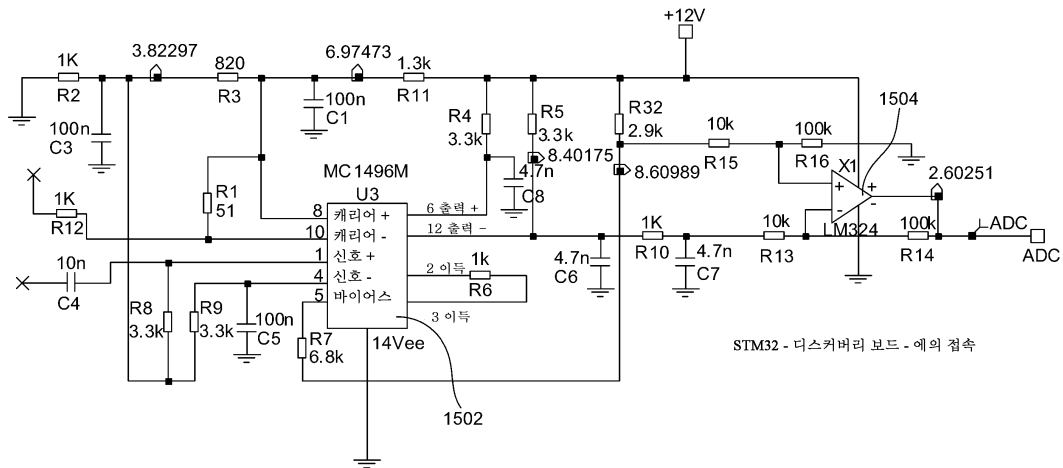 +12V
3.82297
6.97473
1K
R2
820
R3
1.3k
R11
100n
C3
100n
C1
R4
3.3k
R5
3.3k
R32
2.9k
1504
10k
R15
100k
R16
8.40175
8.60989
4.7n
C8
X1
2.60251
MC1496M
U3
R1
51
1K
R12
8 캐리어 +
10 캐리어 -
1 신호 +
4 신호 -
5 바이어스
6 출력 +
12 출력 -
2 이득
3 이득
1k
R6
LM324
4.7n
C6
1K
R10
4.7n
C7
10k
R13
100k
R14
ADC
ADC
10n
C4
R8
3.3k
R9
3.3k
100n
C5
R7
6.8k
14Vee
1502
STM32 - 디스커버리 보드 - 에의 접속